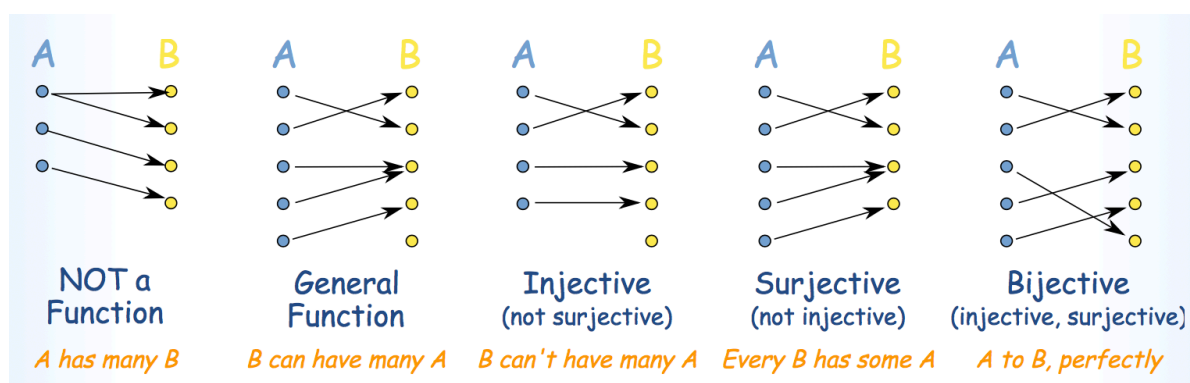 A B
A B
A B
A B
A B
NOT a
Function
A has many B
General
Function
B can have many A
Injective
(not surjective)
B can't have many A
Surjective
(not injective)
Every B has some A
Bijective
(injective, surjective)
A to B, perfectly